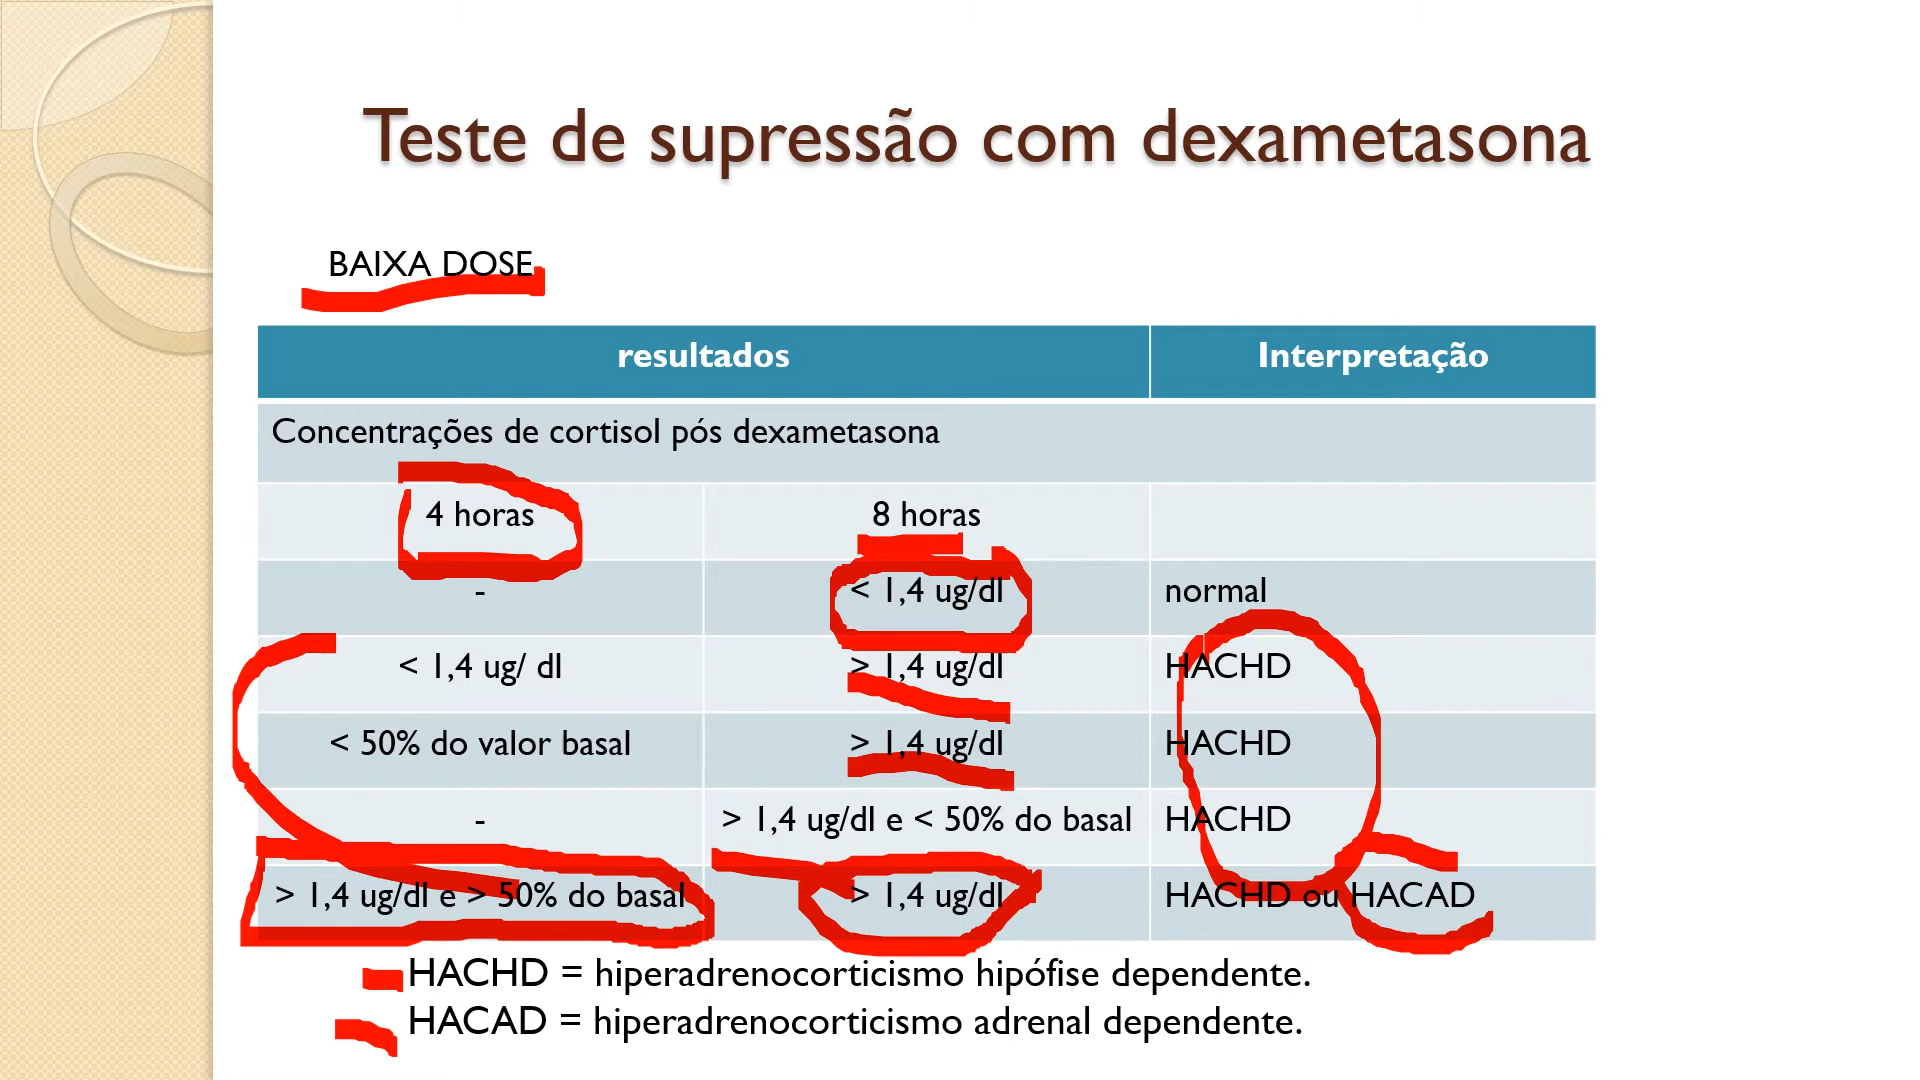 Teste de supressão com dexametasona
BAIXA DOSE
resultados Interpretação
Concentrações de cortisol pós dexametasona
4 horas 8 horas
- < 1,4 ug/dl normal
< 1,4 ug/ dl > 1,4 ug/dl HACHD
< 50% do valor basal > 1,4 ug/dl HACHD
- > 1,4 ug/dl e < 50% do basal HACHD
> 1,4 ug/dl e > 50% do basal > 1,4 ug/dl HACHD ou HACAD
HACHD = hiperadrenocorticismo hipófise dependente.
HACAD = hiperadrenocorticismo adrenal dependente.